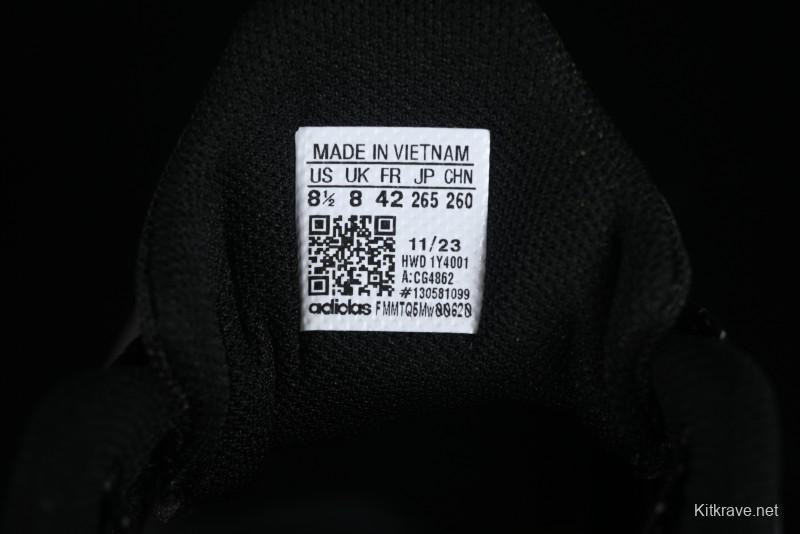 MADE IN VIETNAM
US UK FR JP CHN
8½ 8 42 265 260
11/23
HWD 1Y4001
A:CG4862
#130581099
adidas FMMTQ6Mw00620
Kitkrave.net